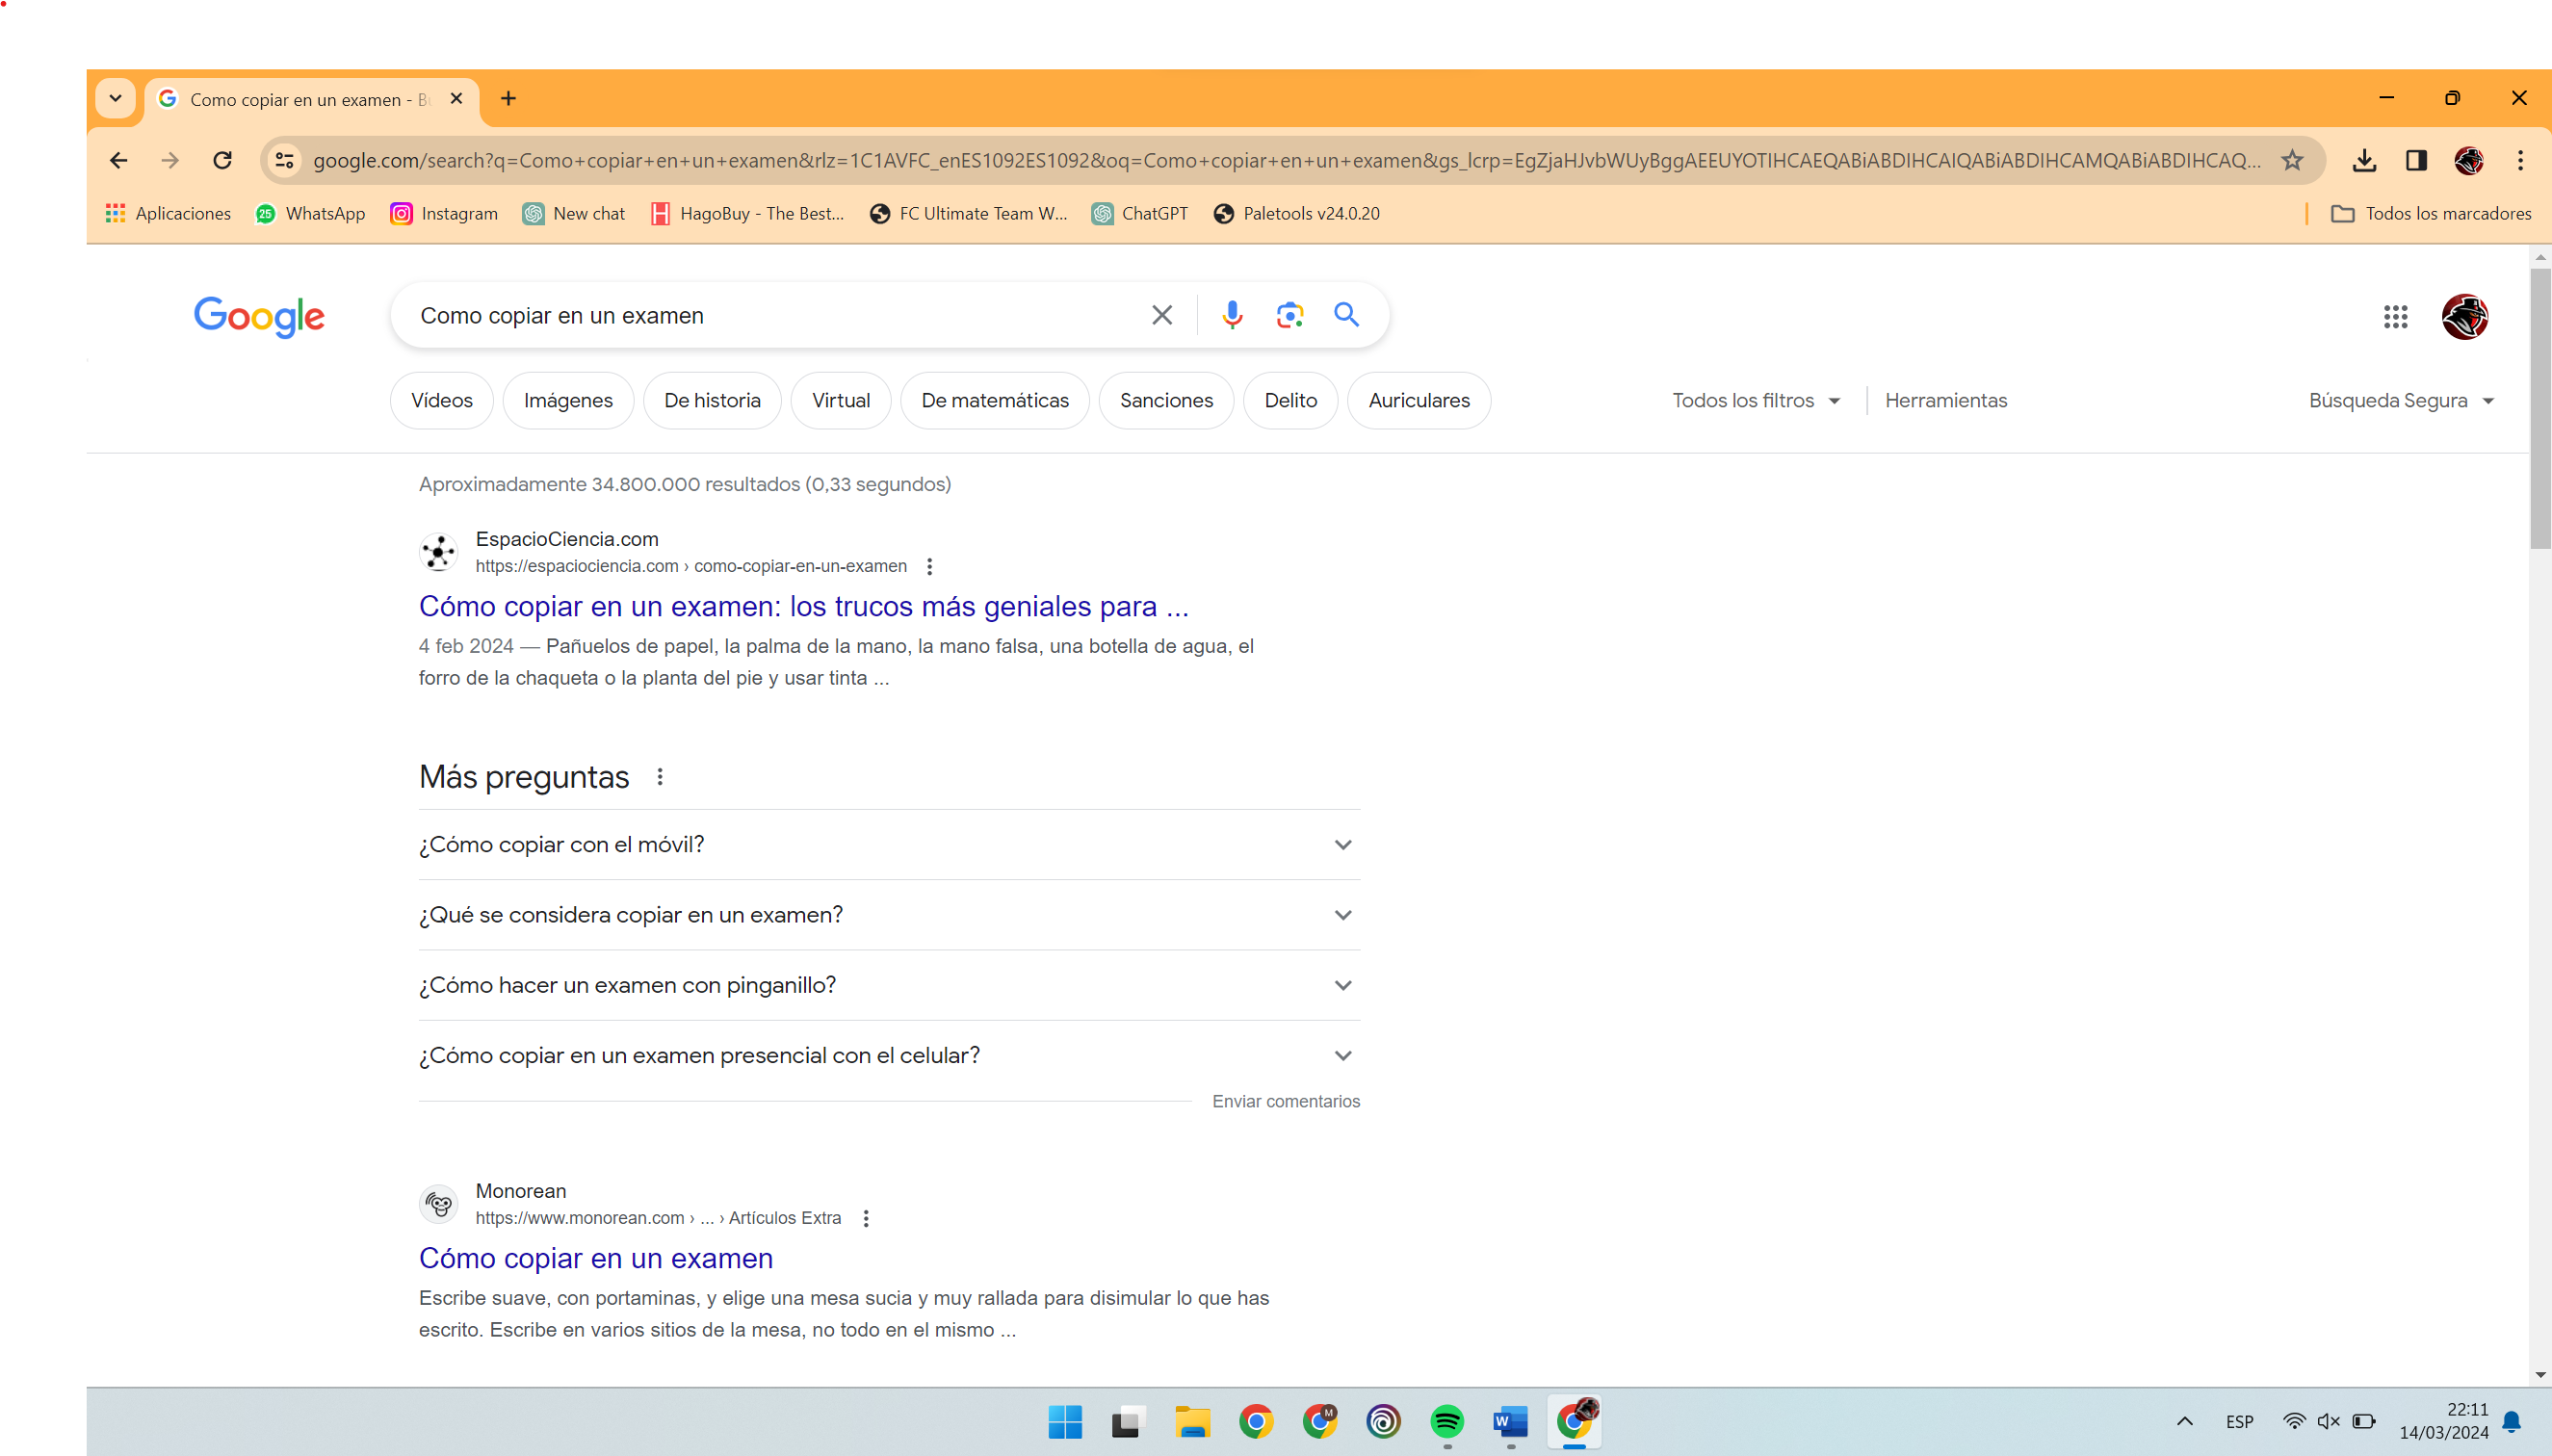 Como copiar en un examen - B
google.com/search?q=Como+copiar+en+un+examen&rlz=1C1AVFC_enES1092ES1092&oq=Como+copiar+en+un+examen&gs_lcrp=EgZjaHJvbWUyBggAEEUYOTIHCAEQABiABDIHCAIQABiABDIHCAMQABiABDIHCAQ...
Aplicaciones 25 WhatsApp Instagram New chat HagoBuy - The Best... FC Ultimate Team W... ChatGPT Paletools v24.0.20 Todos los marcadores
Google Como copiar en un examen
Vídeos Imágenes De historia Virtual De matemáticas Sanciones Delito Auriculares Todos los filtros Herramientas Búsqueda Segura
Aproximadamente 34.800.000 resultados (0,33 segundos)
EspacioCiencia.com
https://espaciociencia.com › como-copiar-en-un-examen
Cómo copiar en un examen: los trucos más geniales para ...
4 feb 2024 — Pañuelos de papel, la palma de la mano, la mano falsa, una botella de agua, el
forro de la chaqueta o la planta del pie y usar tinta ...
Más preguntas
¿Cómo copiar con el móvil?
¿Qué se considera copiar en un examen?
¿Cómo hacer un examen con pinganillo?
¿Cómo copiar en un examen presencial con el celular?
Enviar comentarios
Monorean
https://www.monorean.com › ... › Artículos Extra
Cómo copiar en un examen
Escribe suave, con portaminas, y elige una mesa sucia y muy rallada para disimular lo que has
escrito. Escribe en varios sitios de la mesa, no todo en el mismo ...
M
W
ESP
22:11
14/03/2024